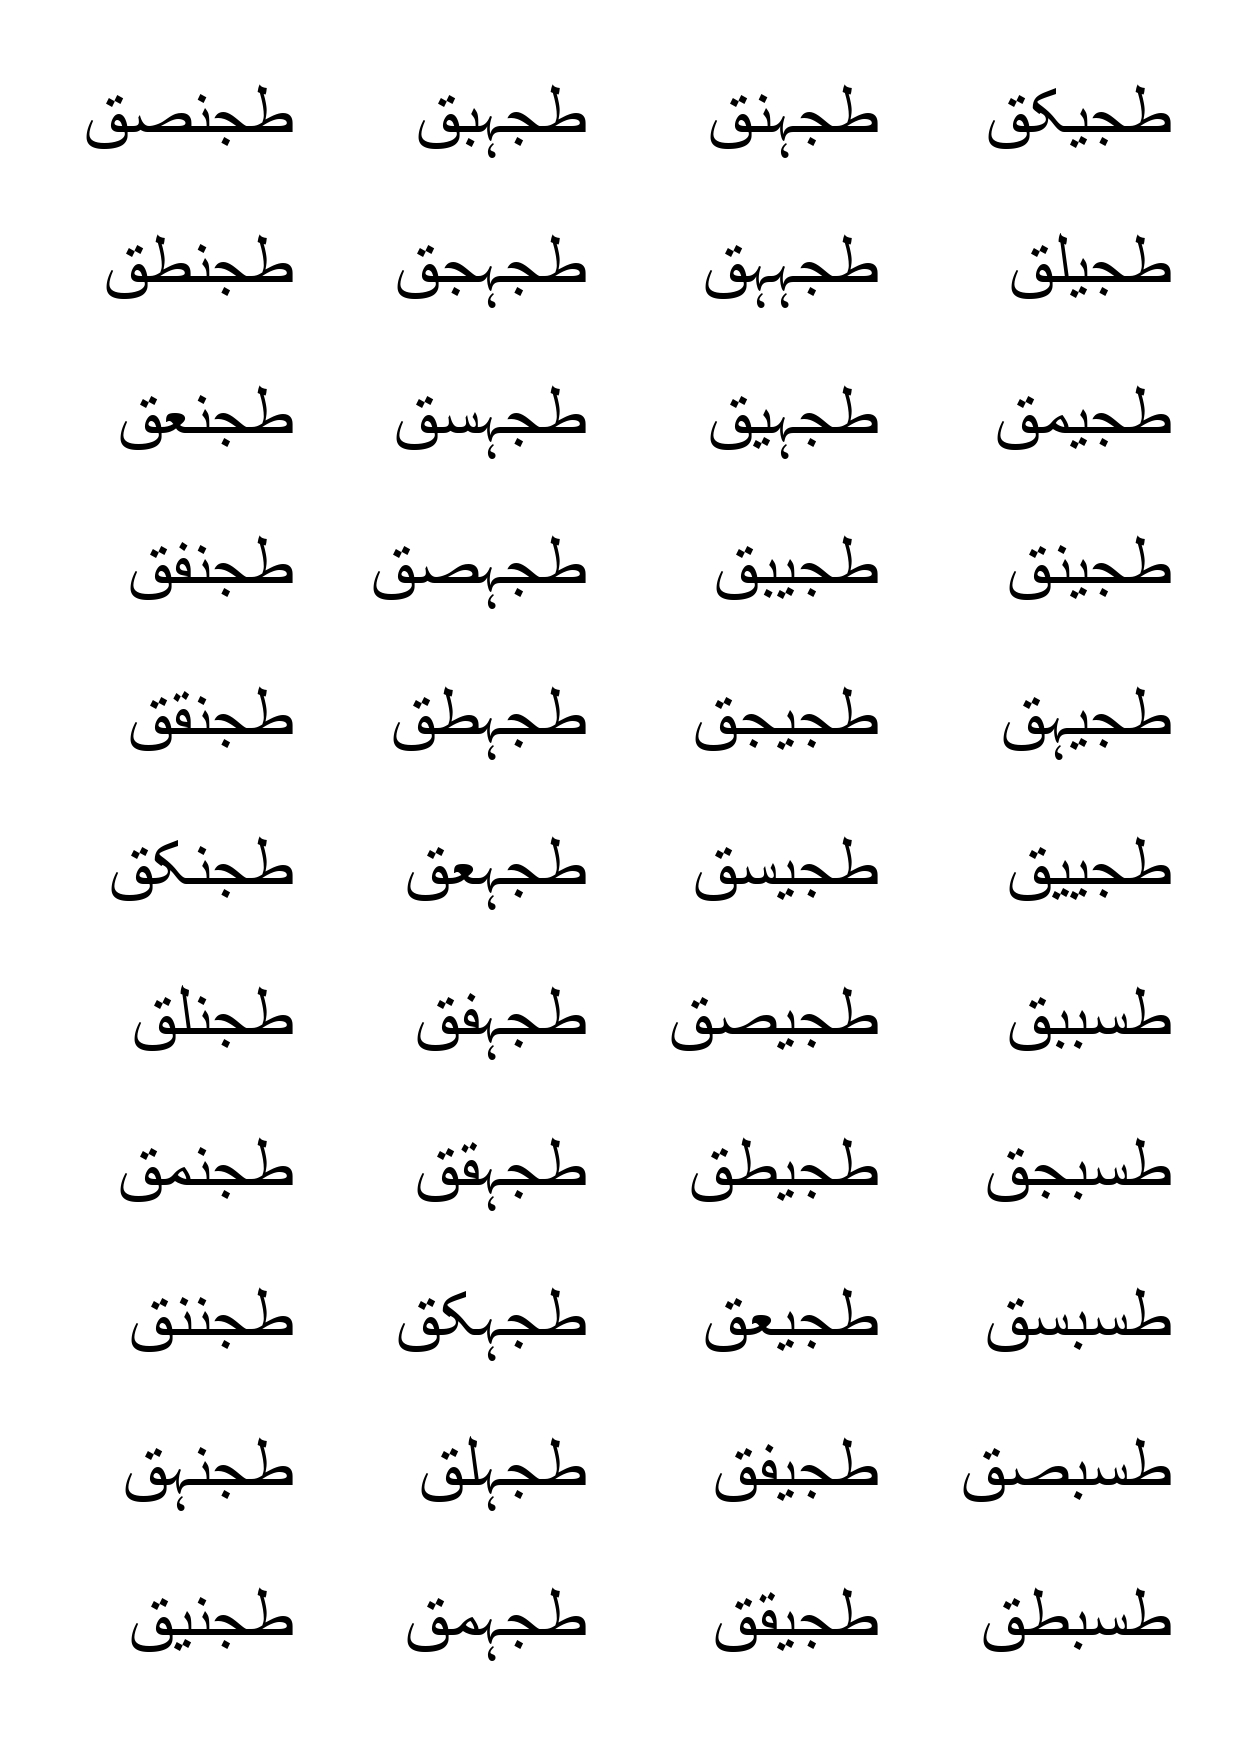 طجیکق طجہنق طجہبق طجنصق
طجیلق طجہہق طجہجق طجنطق
طجیمق طجہیق طجہسق طجنعق
طجینق طجیبق طجہصق طجنفق
طجیہق طجیجق طجہطق طجنقق
طجییق طجیسق طجہعق طجنکق
طسببق طجیصق طجہفق طجنلق
طسبجق طجیطق طجہقق طجنمق
طسبسق طجیعق طجہکق طجننق
طسبصق طجیفق طجہلق طجنہق
طسبطق طجیقق طجہمق طجنیق